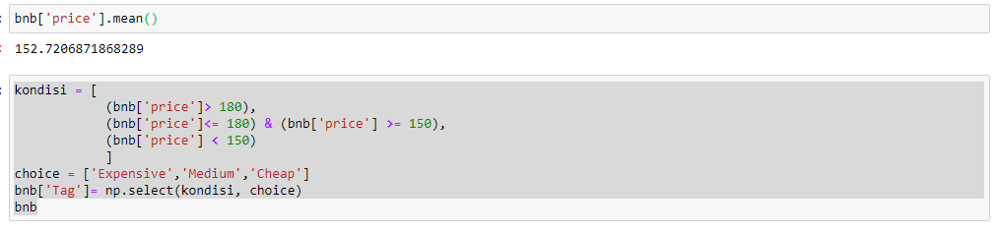 bnb['price'].mean()
152.7206871868289
kondisi = [
(bnb['price']> 180),
(bnb['price']<= 180) & (bnb['price'] >= 150),
(bnb['price'] < 150)
]
choice = ['Expensive','Medium','Cheap']
bnb['Tag']= np.select(kondisi, choice)
bnb